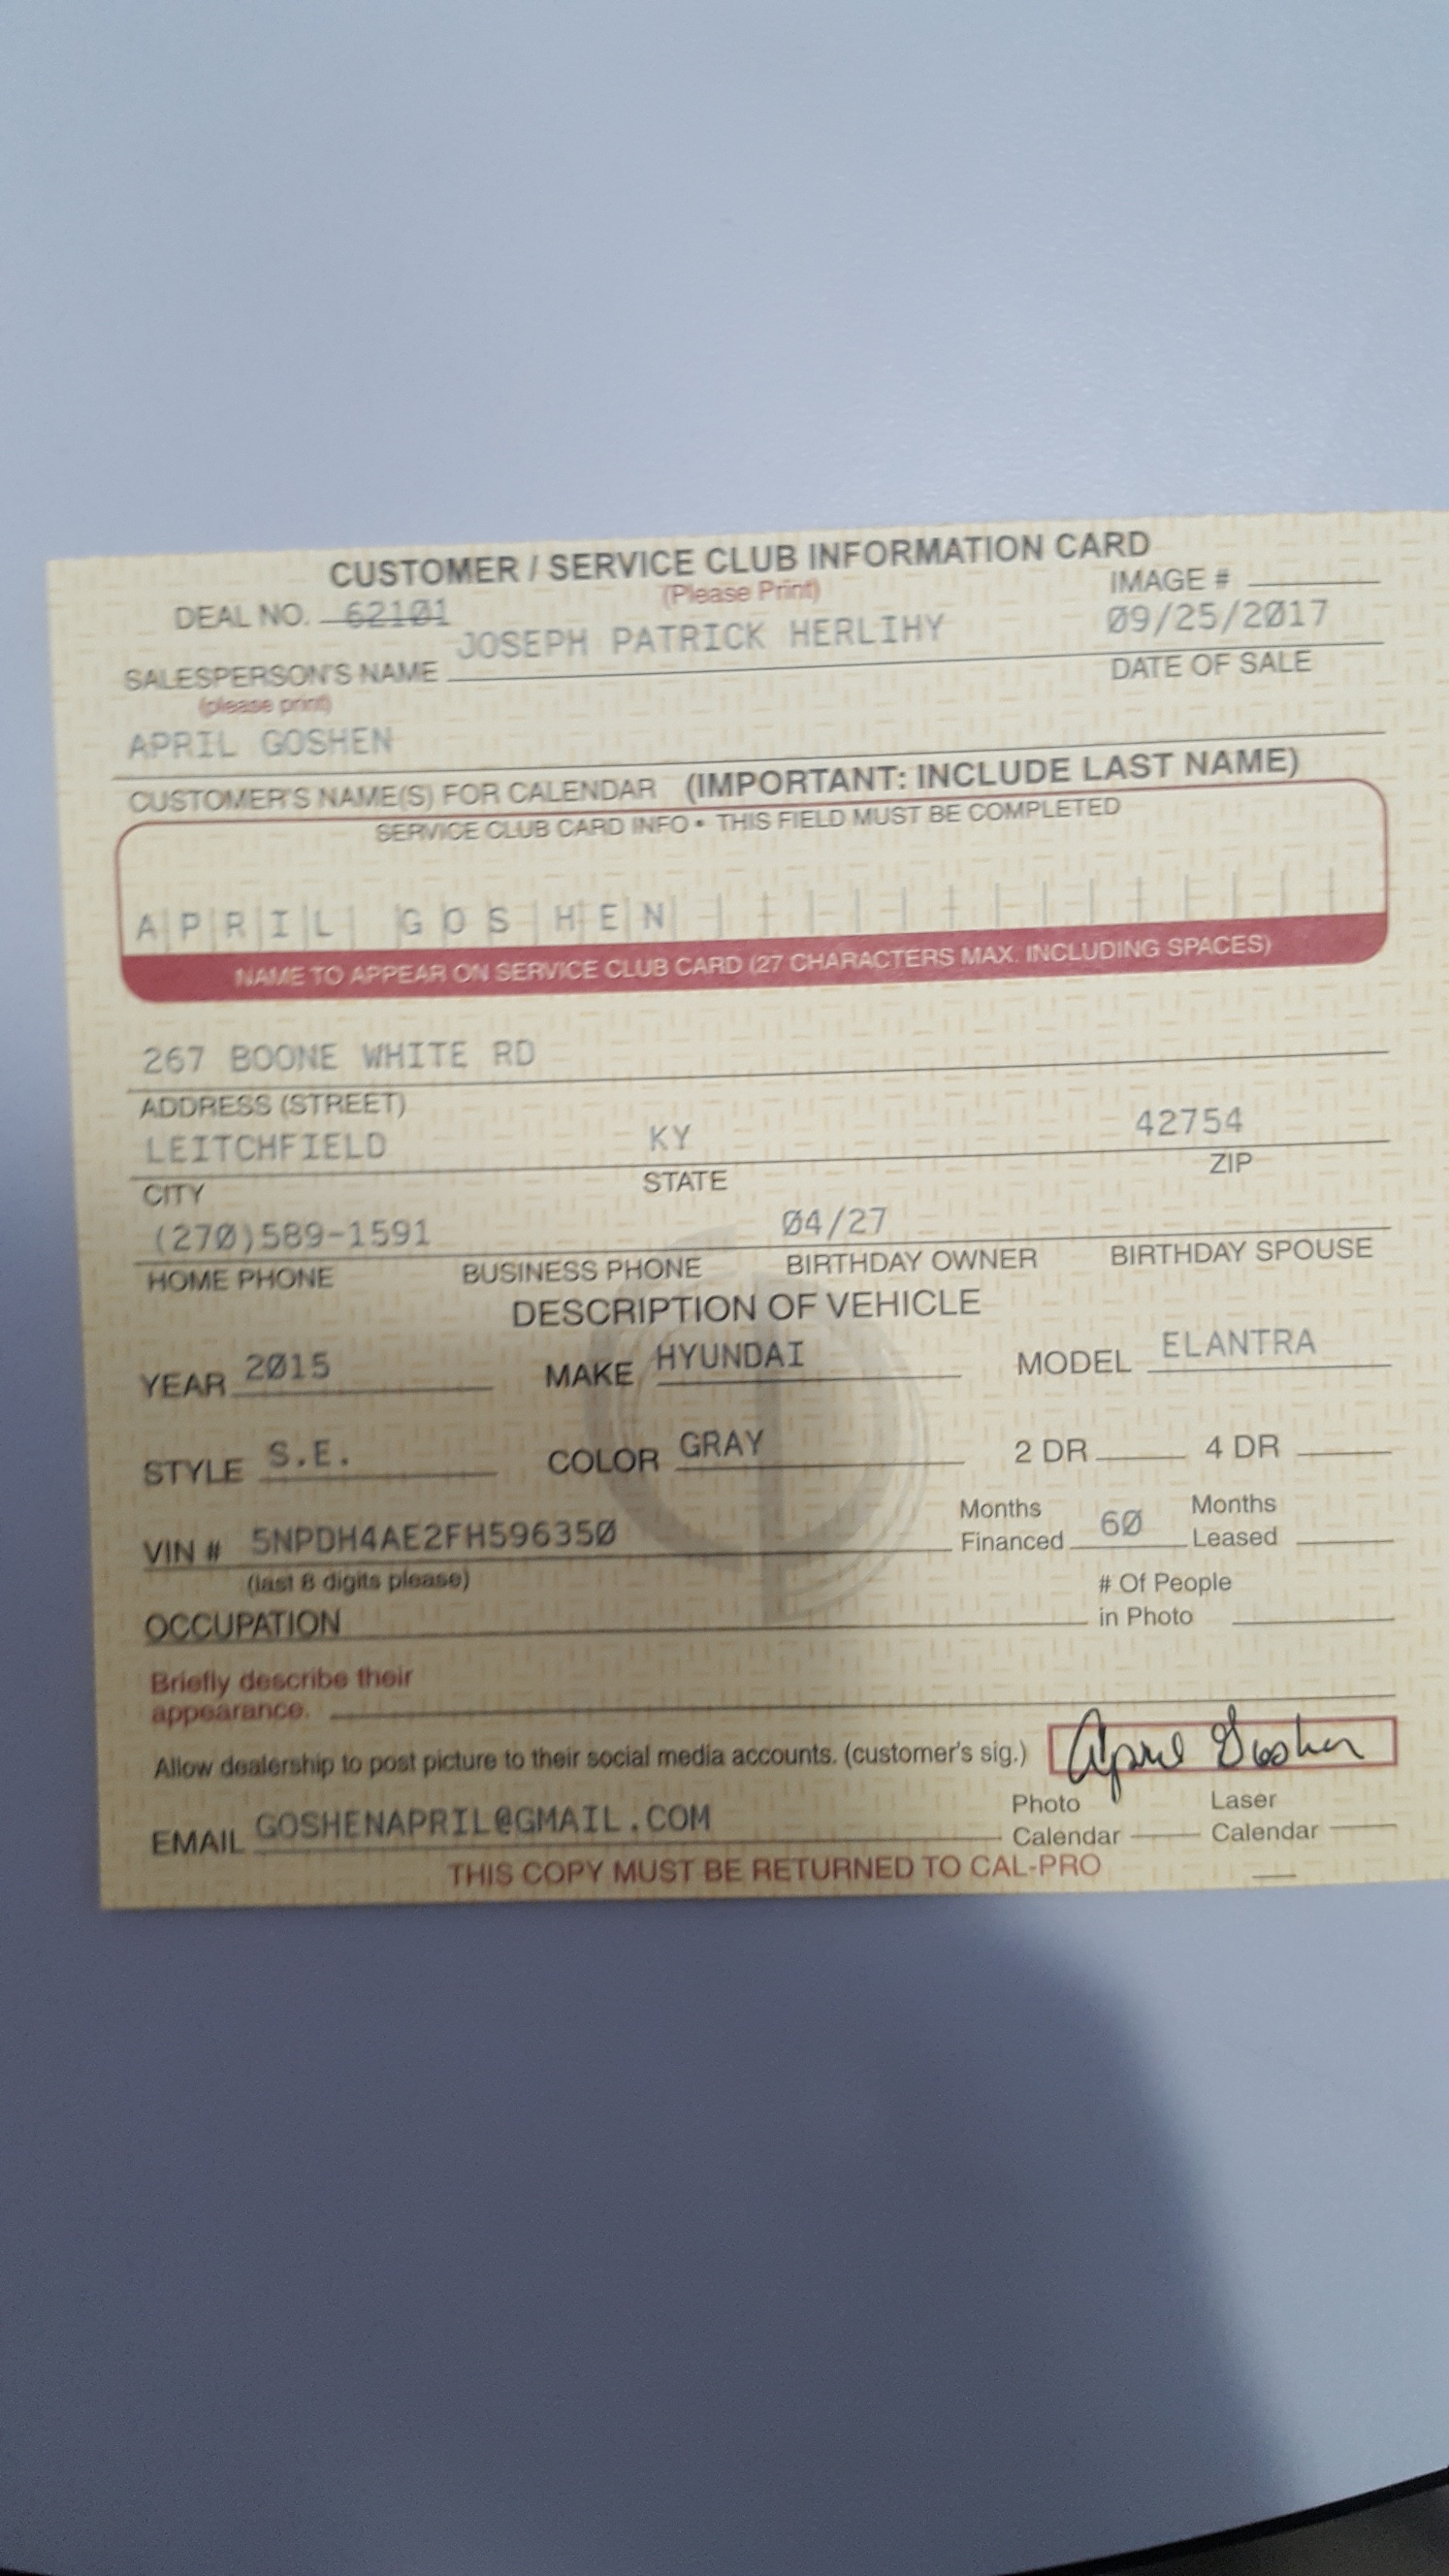 CUSTOMER / SERVICE CLUB INFORMATION CARD
(Please Print)
DEAL NO. 62101
IMAGE #
SALESPERSON'S NAME JOSEPH PATRICK HERLIHY
09/25/2017
(please print)
DATE OF SALE
APRIL GOSHEN
CUSTOMER'S NAME(S) FOR CALENDAR (IMPORTANT: INCLUDE LAST NAME)
SERVICE CLUB CARD INFO • THIS FIELD MUST BE COMPLETED
APRIL GOSHEN
NAME TO APPEAR ON SERVICE CLUB CARD (27 CHARACTERS MAX. INCLUDING SPACES)
267 BOONE WHITE RD
ADDRESS (STREET)
LEITCHFIELD KY 42754
CITY STATE ZIP
(270)589-1591 04/27
HOME PHONE BUSINESS PHONE BIRTHDAY OWNER BIRTHDAY SPOUSE
DESCRIPTION OF VEHICLE
YEAR 2015 MAKE HYUNDAI MODEL ELANTRA
STYLE S.E. COLOR GRAY 2 DR 4 DR
VIN # 5NPDH4AE2FH596350 Months Financed 60 Months Leased
(last 8 digits please)
OCCUPATION # Of People in Photo
Briefly describe their
appearance.
Allow dealership to post picture to their social media accounts. (customer's sig.) April Goshen
EMAIL GOSHENAPRIL@GMAIL.COM Photo Calendar Laser Calendar
THIS COPY MUST BE RETURNED TO CAL-PRO